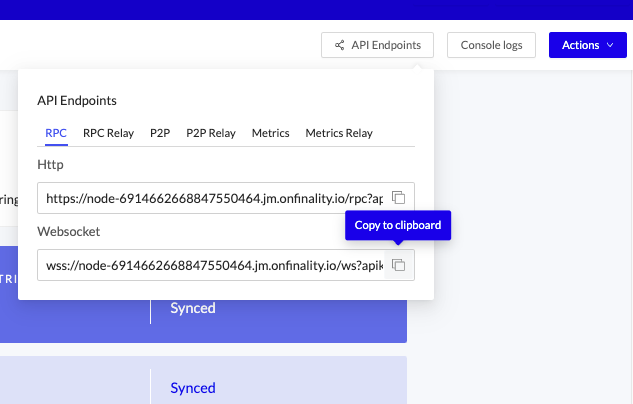 API Endpoints
Console logs
Actions
API Endpoints
RPC RPC Relay P2P P2P Relay Metrics Metrics Relay
Http
https://node-6914662668847550464.jm.onfinality.io/rpc?ap
Copy to clipboard
Websocket
wss://node-6914662668847550464.jm.onfinality.io/ws?apik
ring
TRI
Synced
Synced